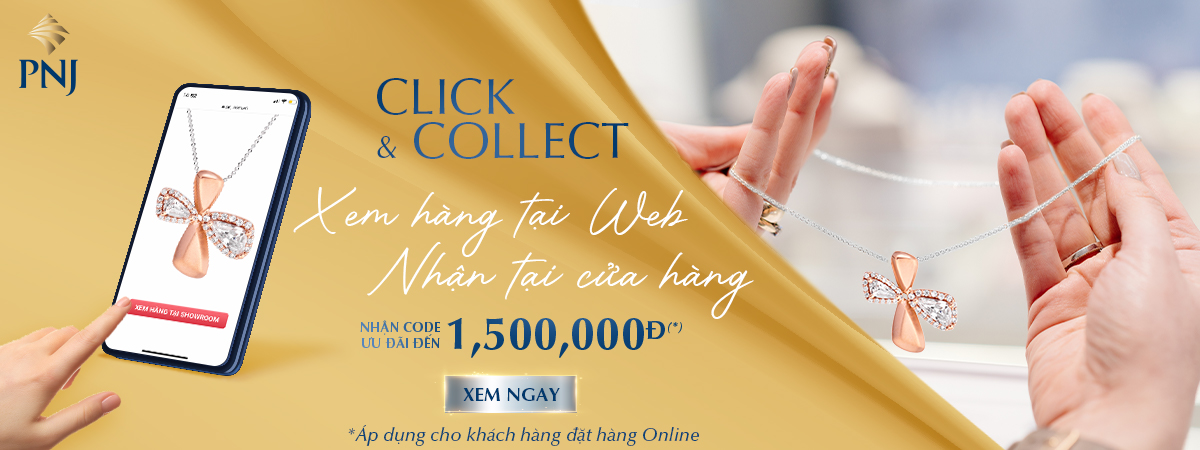 PNJ
CLICK
& COLLECT
Xem hàng tại Web
Nhận tại cửa hàng
XEM HÀNG TẠI SHOWROOM
NHẬN CODE
ƯU ĐÃI ĐẾN
1,500,000Đ(*)
XEM NGAY
*Áp dụng cho khách hàng đặt hàng Online